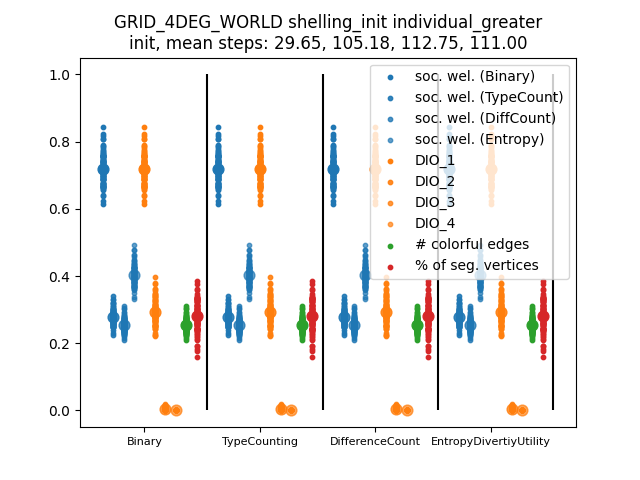 GRID_4DEG_WORLD shelling_init individual_greater
init, mean steps: 29.65, 105.18, 112.75, 111.00
1.0
0.8
0.6
0.4
0.2
0.0
soc. wel. (Binary)
soc. wel. (TypeCount)
soc. wel. (DiffCount)
soc. wel. (Entropy)
DIO_1
DIO_2
DIO_3
DIO_4
# colorful edges
% of seg. vertices
Binary
TypeCounting
DifferenceCount
EntropyDivertiyUtility